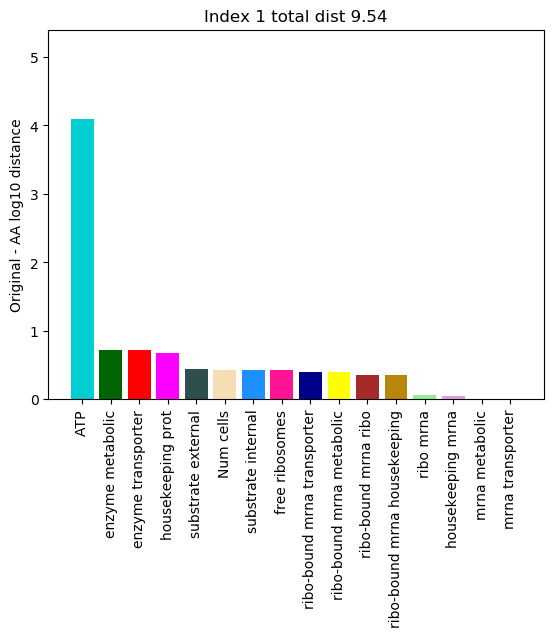 Index 1 total dist 9.54
Original - AA log10 distance
5
4
3
2
1
0
ATP
enzyme metabolic
enzyme transporter
housekeeping prot
substrate external
Num cells
substrate internal
free ribosomes
ribo-bound mrna transporter
ribo-bound mrna metabolic
ribo-bound mrna ribo
ribo-bound mrna housekeeping
ribo mrna
housekeeping mrna
mrna metabolic
mrna transporter